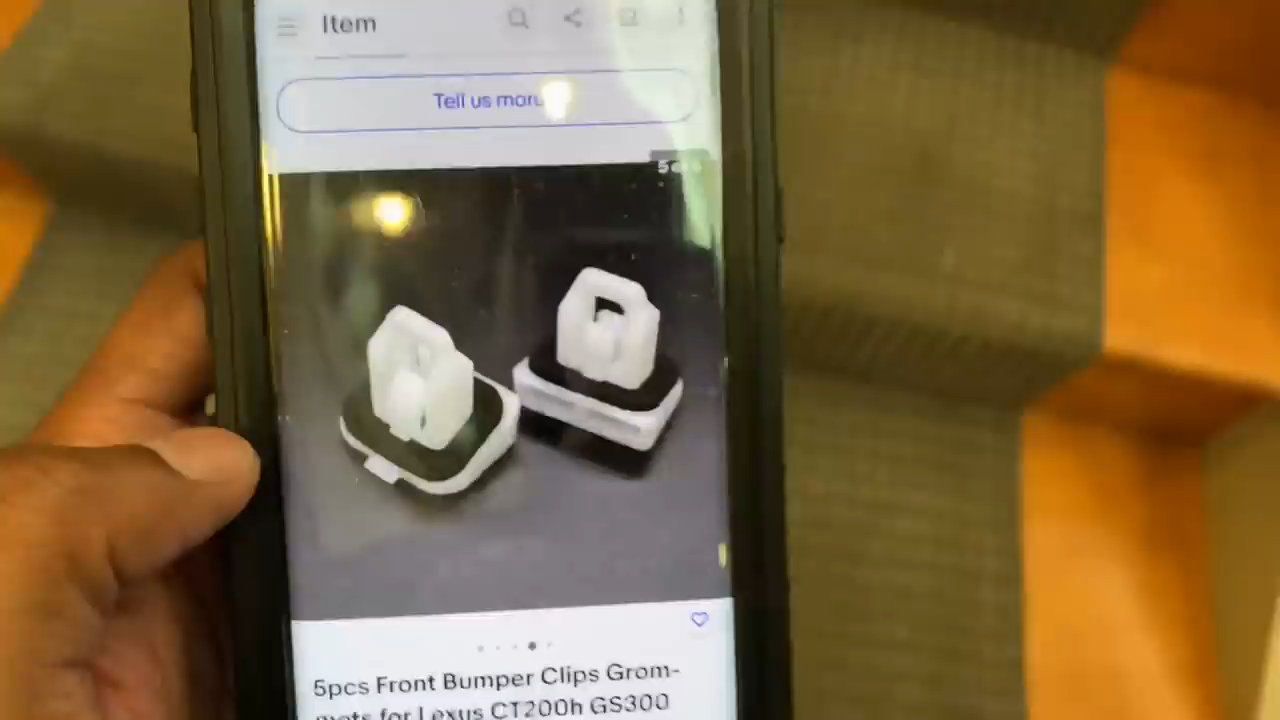 Item
Tell us more
5pcs Front Bumper Clips Grom-
mets for Lexus CT200h GS300